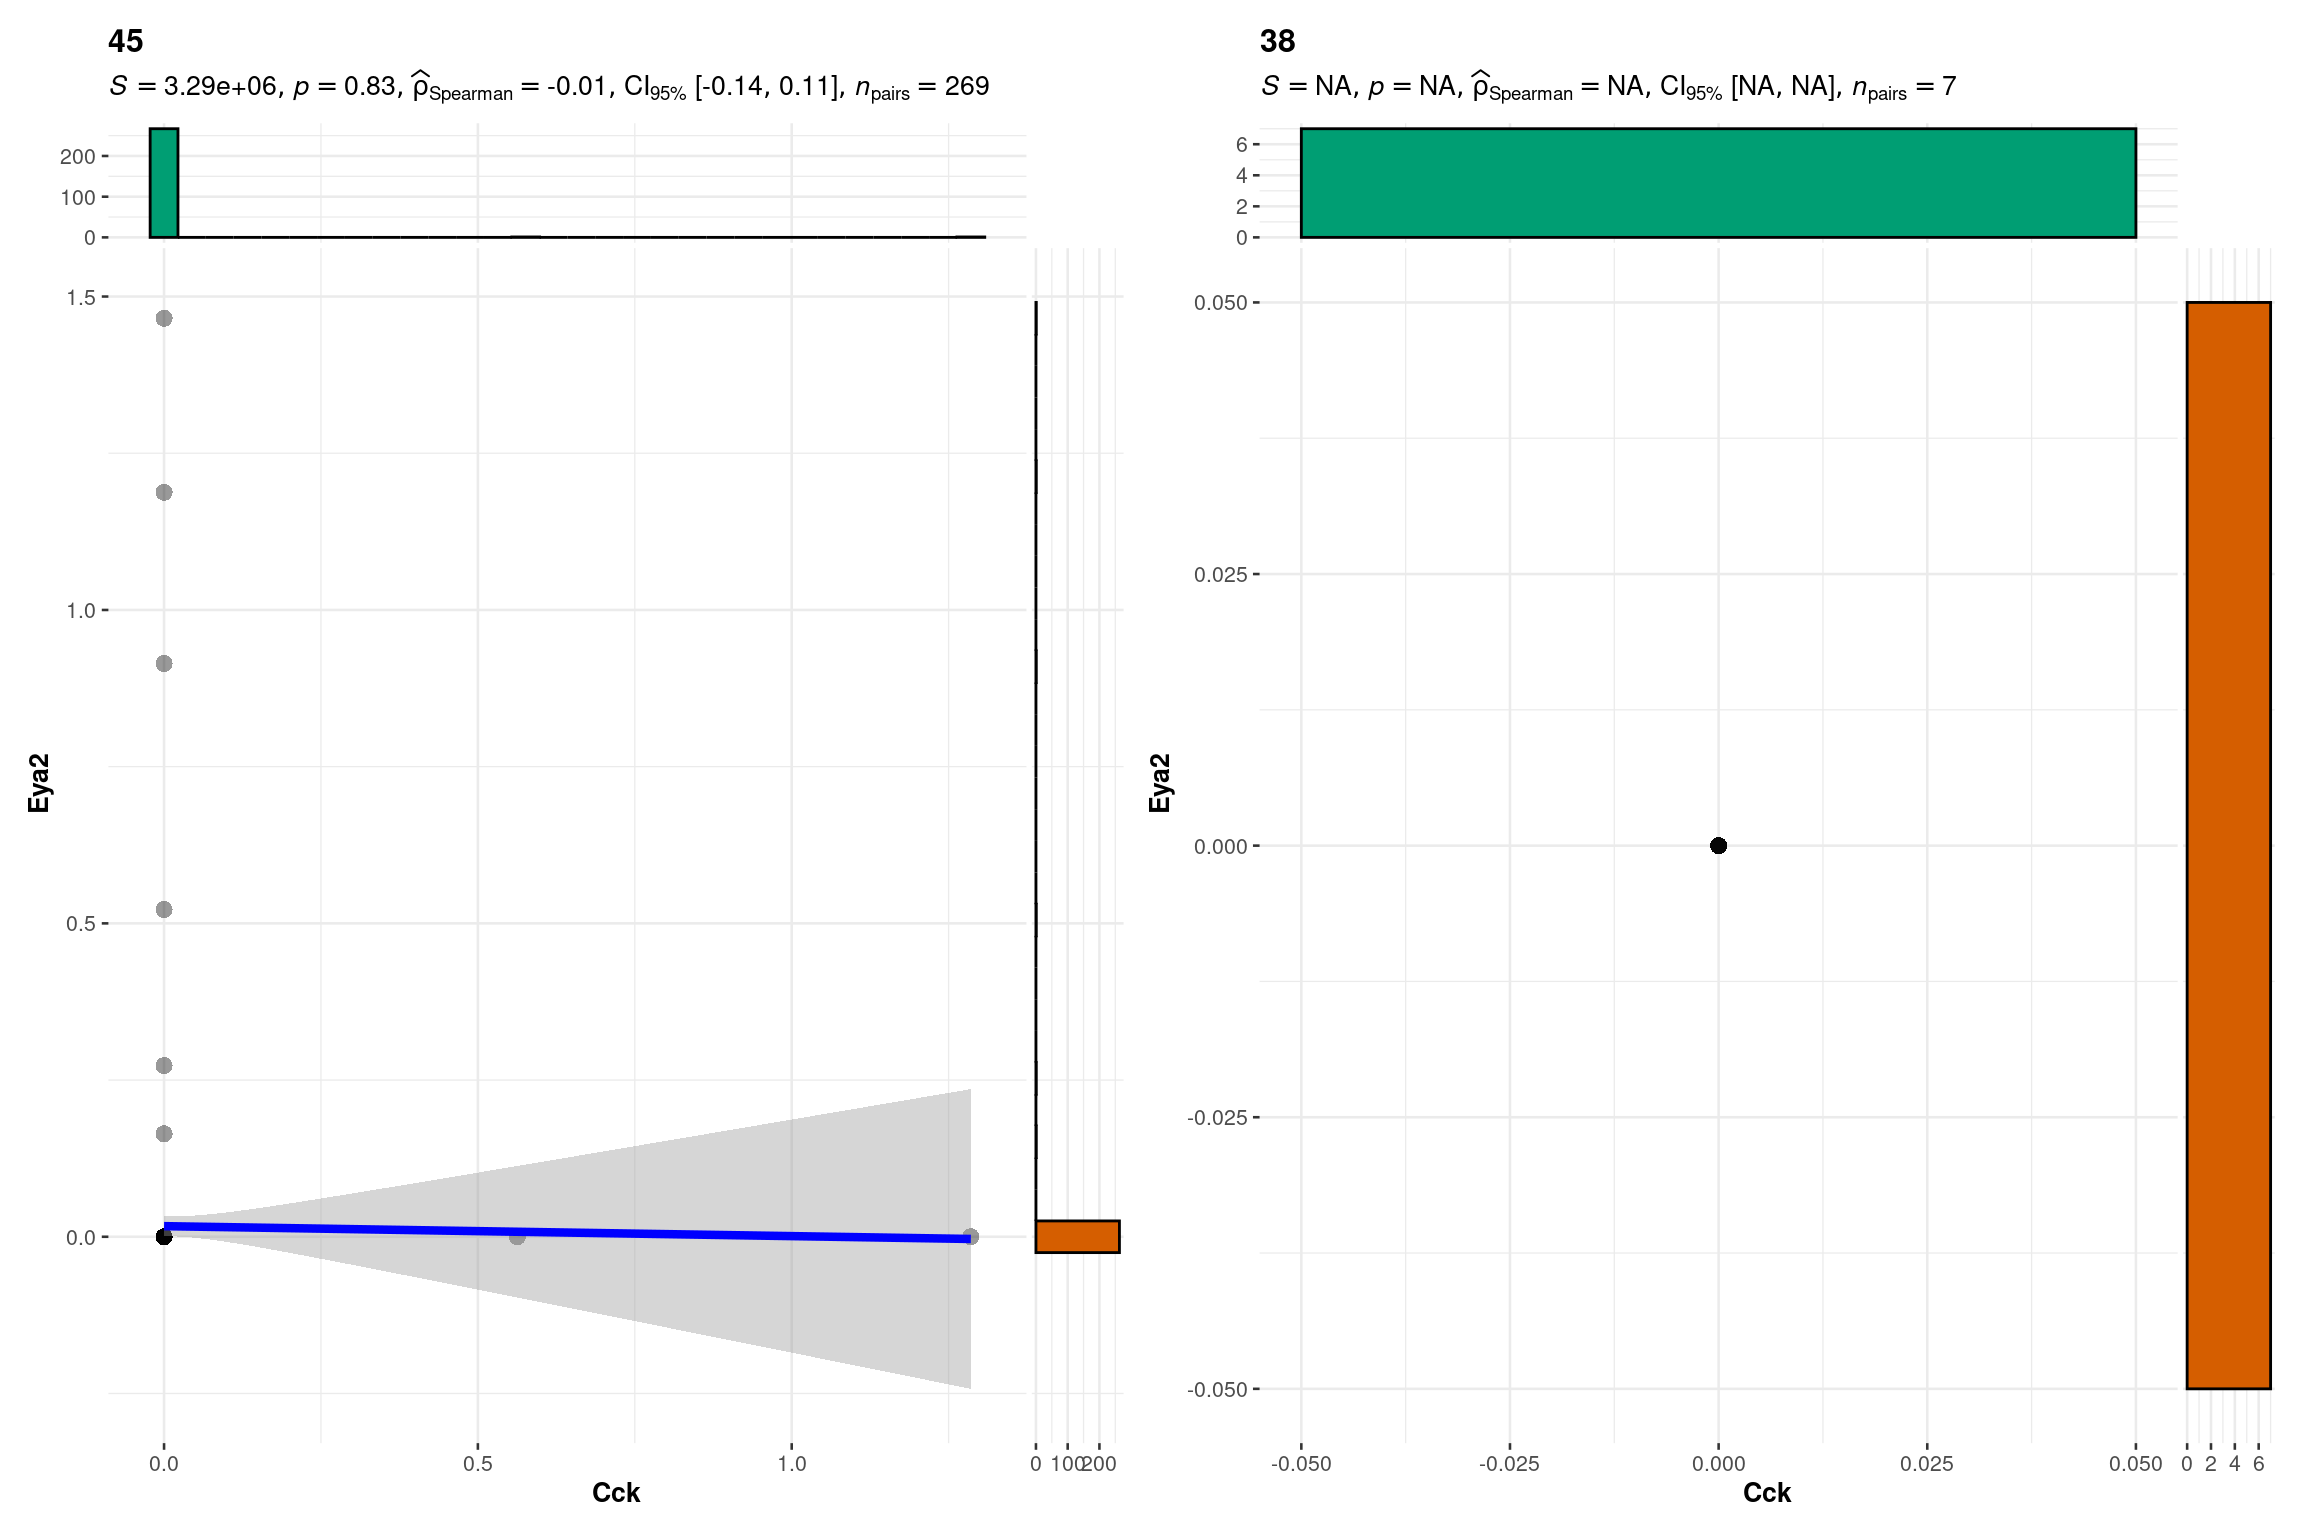 45
S = 3.29e+06, p = 0.83, ρ̂Spearman = -0.01, CI95% [-0.14, 0.11], npairs = 269
200
100
0
1.5
1.0
0.5
0.0
Eya2
0.0 0.5 1.0
0 100 200
Cck
38
S = NA, p = NA, ρ̂Spearman = NA, CI95% [NA, NA], npairs = 7
6
4
2
0
0.050
0.025
0.000
-0.025
-0.050
Eya2
-0.050 -0.025 0.000 0.025 0.050
0 2 4 6
Cck